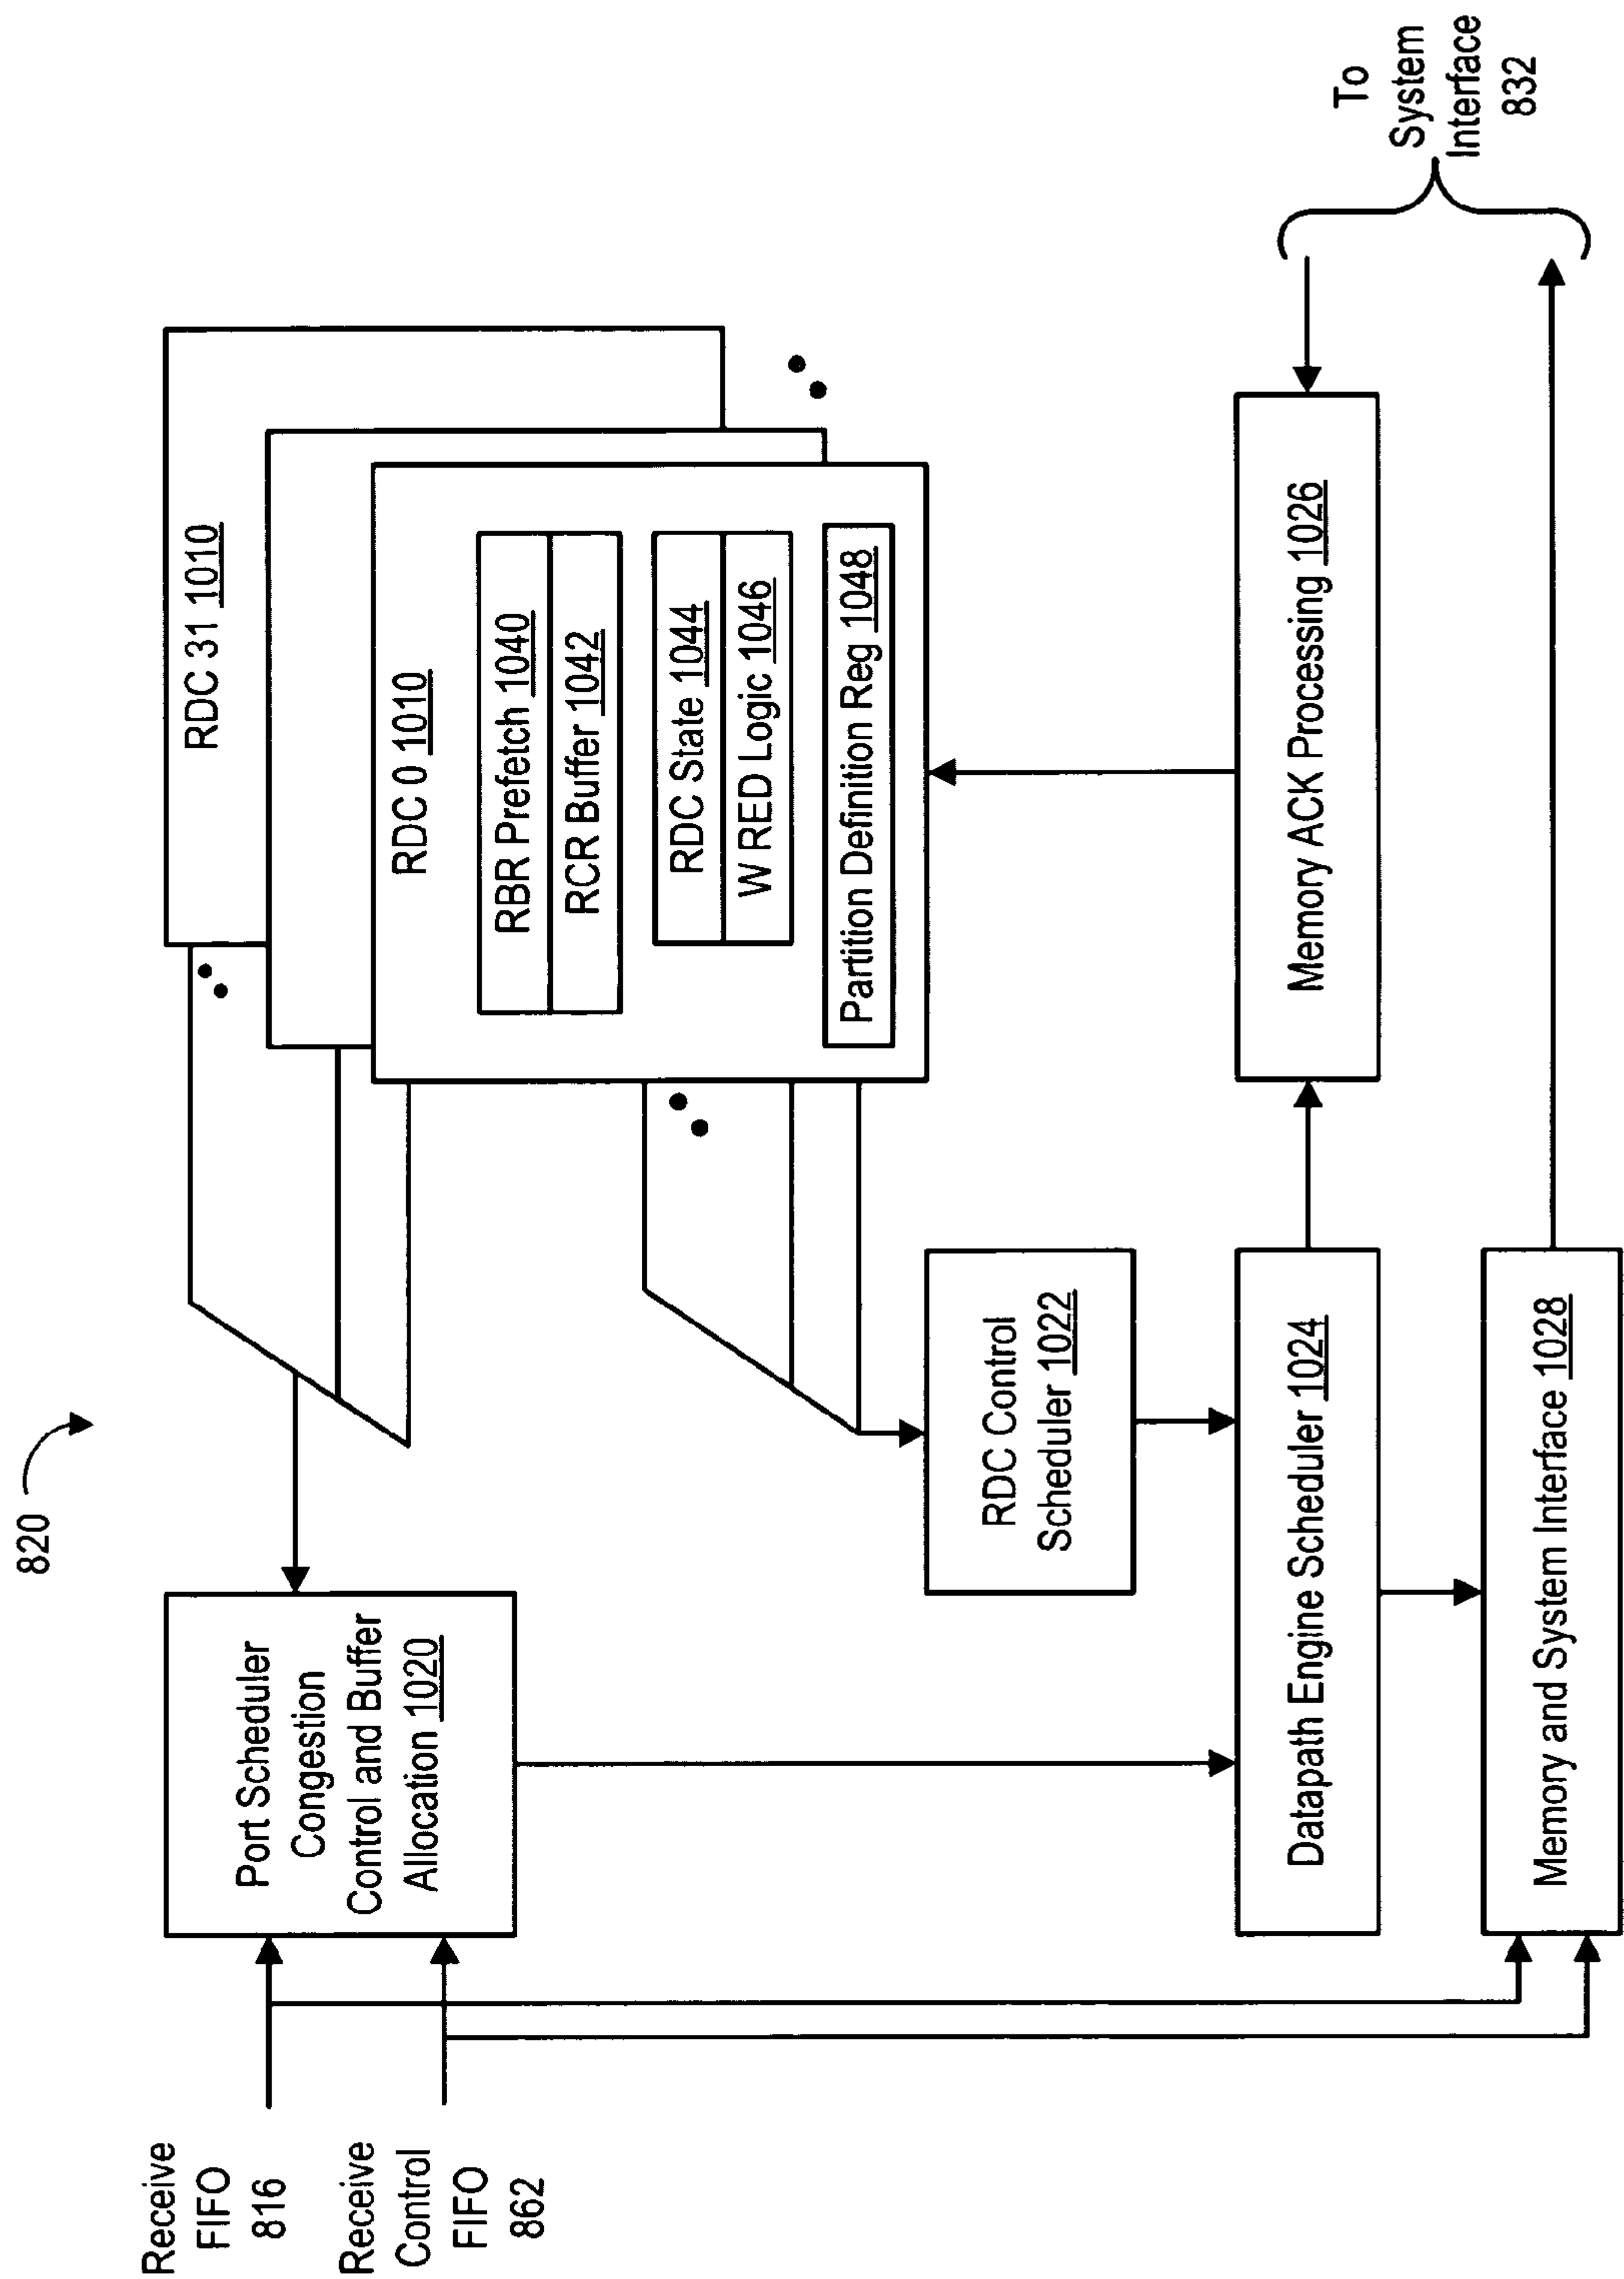 820
Receive
FIFO
816
Receive
Control
FIFO
862
Port Scheduler
Congestion
Control and Buffer
Allocation 1020
RDC 31 1010
RDC 0 1010
RBR Prefetch 1040
RCR Buffer 1042
RDC State 1044
W RED Logic 1046
Partition Definition Reg 1048
RDC Control
Scheduler 1022
Datapath Engine Scheduler 1024
Memory ACK Processing 1026
Memory and System Interface 1028
To
System
Interface
832